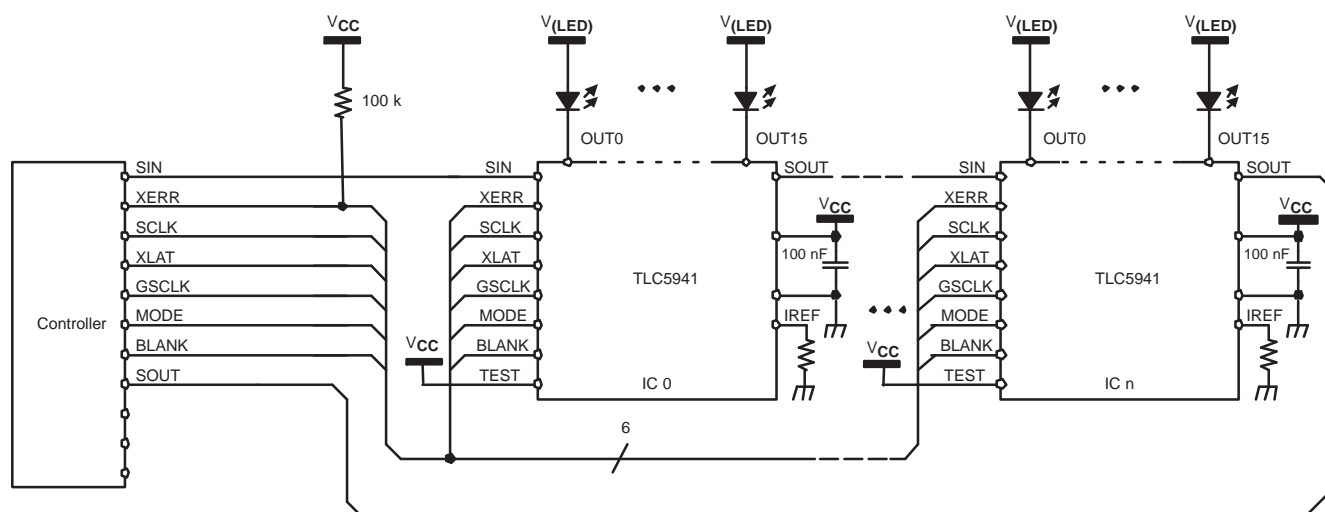 VCC
V(LED)
V(LED)
V(LED)
V(LED)
100 k
OUT0
OUT15
OUT0
OUT15
Controller
SIN
XERR
SCLK
XLAT
GSCLK
MODE
BLANK
SOUT
VCC
SIN
XERR
SCLK
XLAT
GSCLK
MODE
BLANK
TEST
TLC5941
IC 0
SOUT
VCC
100 nF
IREF
6
VCC
SIN
XERR
SCLK
XLAT
GSCLK
MODE
BLANK
TEST
TLC5941
IC n
SOUT
VCC
100 nF
IREF